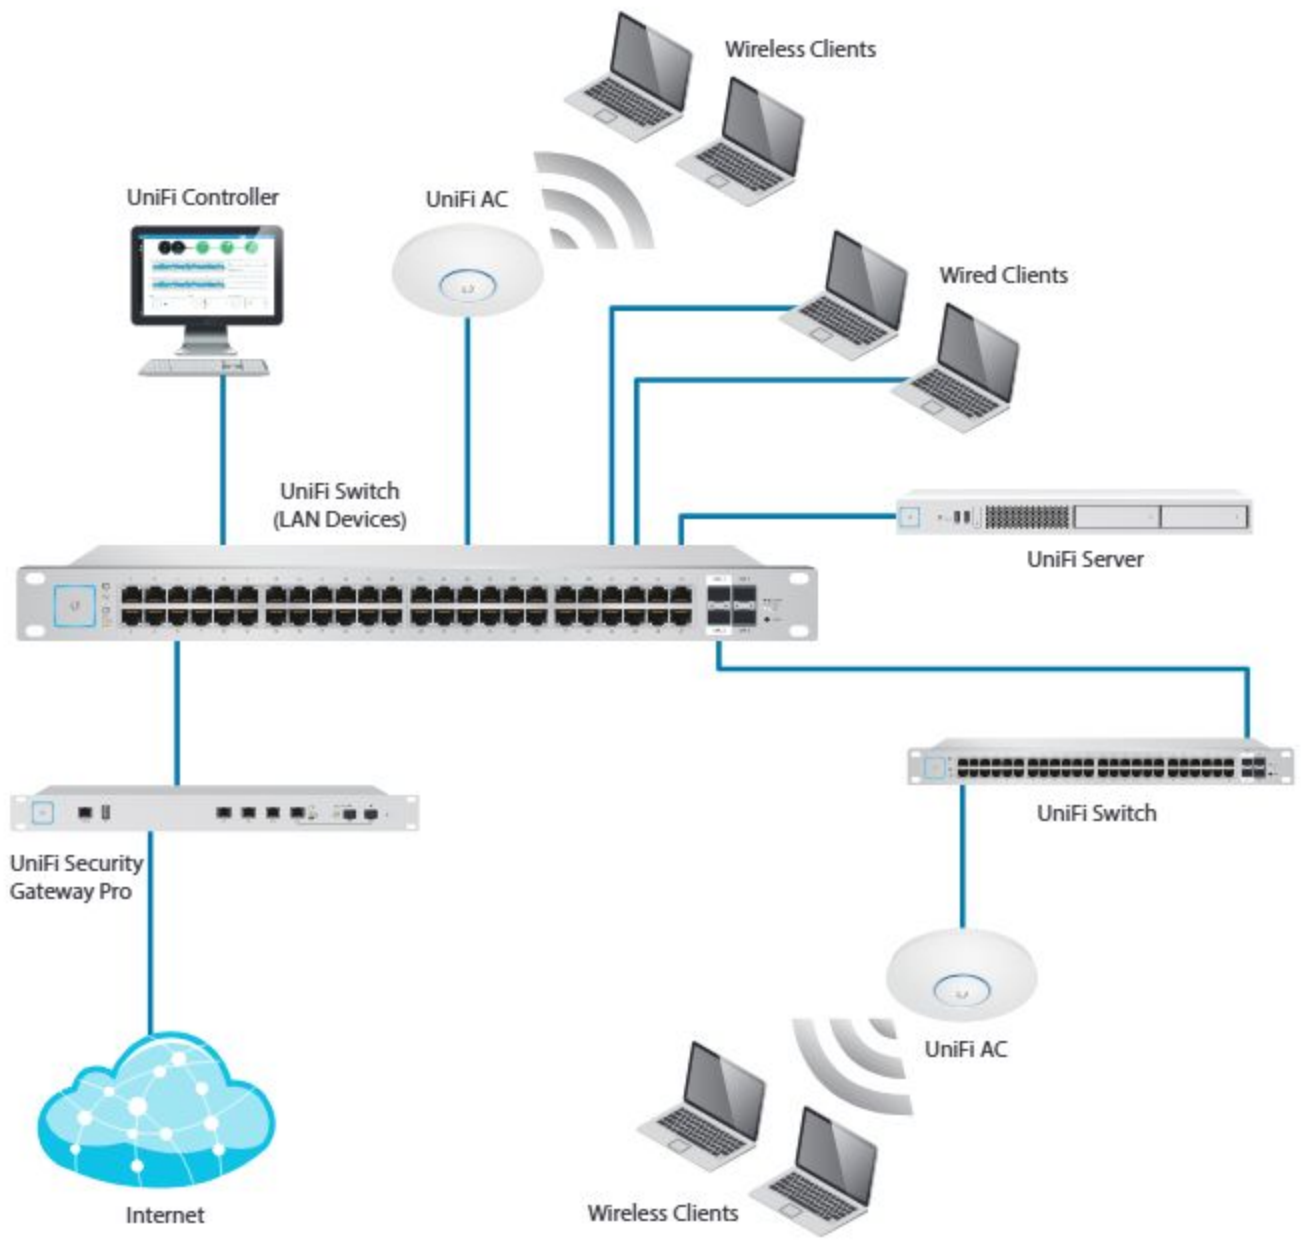 Wireless Clients
UniFi Controller
UniFi AC
Wired Clients
UniFi Switch
(LAN Devices)
UniFi Server
UniFi Switch
UniFi Security
Gateway Pro
UniFi AC
Internet
Wireless Clients